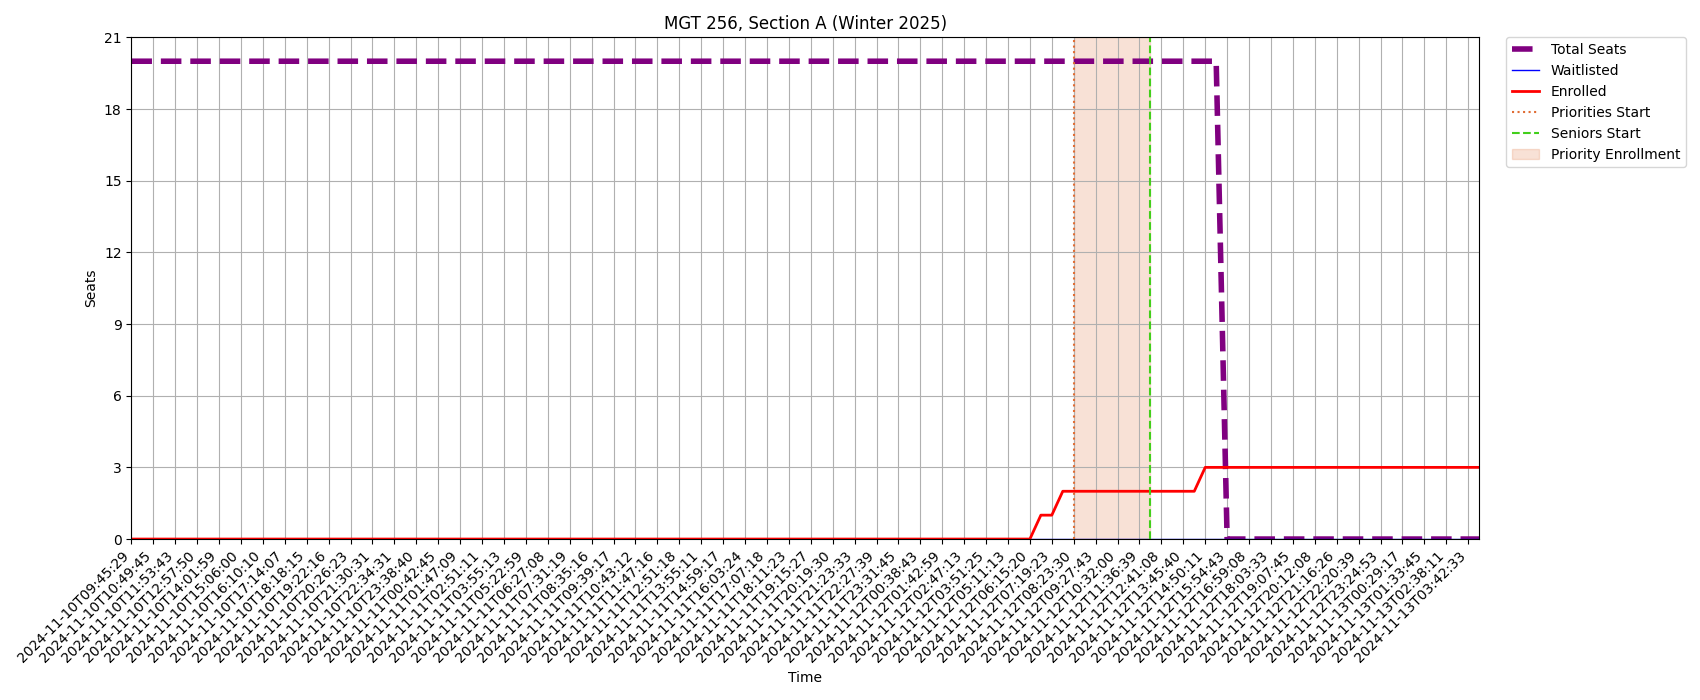 MGT 256, Section A (Winter 2025)
21
18
15
12
9
6
3
0
Seats
2024-11-10T09:45:29
2024-11-10T10:49:45
2024-11-10T11:53:43
2024-11-10T12:57:50
2024-11-10T14:01:59
2024-11-10T15:06:00
2024-11-10T16:10:10
2024-11-10T17:14:07
2024-11-10T18:18:15
2024-11-10T19:22:16
2024-11-10T20:26:23
2024-11-10T21:30:31
2024-11-10T22:34:31
2024-11-10T23:38:40
2024-11-11T00:42:45
2024-11-11T01:47:09
2024-11-11T02:51:11
2024-11-11T03:55:13
2024-11-11T05:22:59
2024-11-11T06:27:08
2024-11-11T07:31:19
2024-11-11T08:35:16
2024-11-11T09:39:17
2024-11-11T10:43:12
2024-11-11T11:47:16
2024-11-11T12:51:18
2024-11-11T13:55:11
2024-11-11T14:59:17
2024-11-11T16:03:24
2024-11-11T17:07:18
2024-11-11T18:11:23
2024-11-11T19:15:27
2024-11-11T20:19:30
2024-11-11T21:23:33
2024-11-11T22:27:39
2024-11-11T23:31:45
2024-11-12T00:38:43
2024-11-12T01:42:59
2024-11-12T02:47:13
2024-11-12T03:51:25
2024-11-12T05:11:13
2024-11-12T06:15:20
2024-11-12T07:19:23
2024-11-12T08:23:30
2024-11-12T09:27:43
2024-11-12T10:32:00
2024-11-12T11:36:39
2024-11-12T12:41:08
2024-11-12T13:45:40
2024-11-12T14:50:11
2024-11-12T15:54:43
2024-11-12T16:59:08
2024-11-12T18:03:33
2024-11-12T19:07:45
2024-11-12T20:12:08
2024-11-12T21:16:26
2024-11-12T22:20:39
2024-11-12T23:24:53
2024-11-13T00:29:17
2024-11-13T01:33:45
2024-11-13T02:38:11
2024-11-13T03:42:33
Time
Total Seats
Waitlisted
Enrolled
Priorities Start
Seniors Start
Priority Enrollment